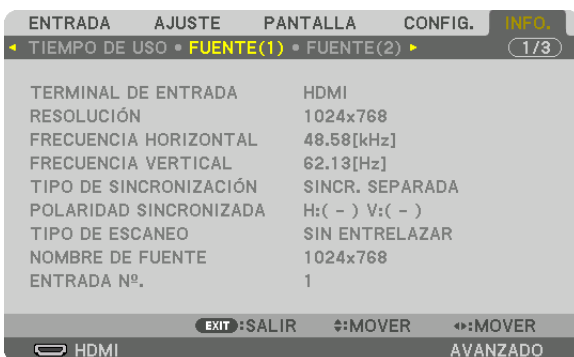 ENTRADA AJUSTE PANTALLA CONFIG. INFO.
TIEMPO DE USO • FUENTE(1) • FUENTE(2) 1/3
TERMINAL DE ENTRADA HDMI
RESOLUCIÓN 1024x768
FRECUENCIA HORIZONTAL 48.58[kHz]
FRECUENCIA VERTICAL 62.13[Hz]
TIPO DE SINCRONIZACIÓN SINCR. SEPARADA
POLARIDAD SINCRONIZADA H:( - ) V:( - )
TIPO DE ESCANEO SIN ENTRELAZAR
NOMBRE DE FUENTE 1024x768
ENTRADA Nº. 1
EXIT :SALIR :MOVER :MOVER
HDMI AVANZADO